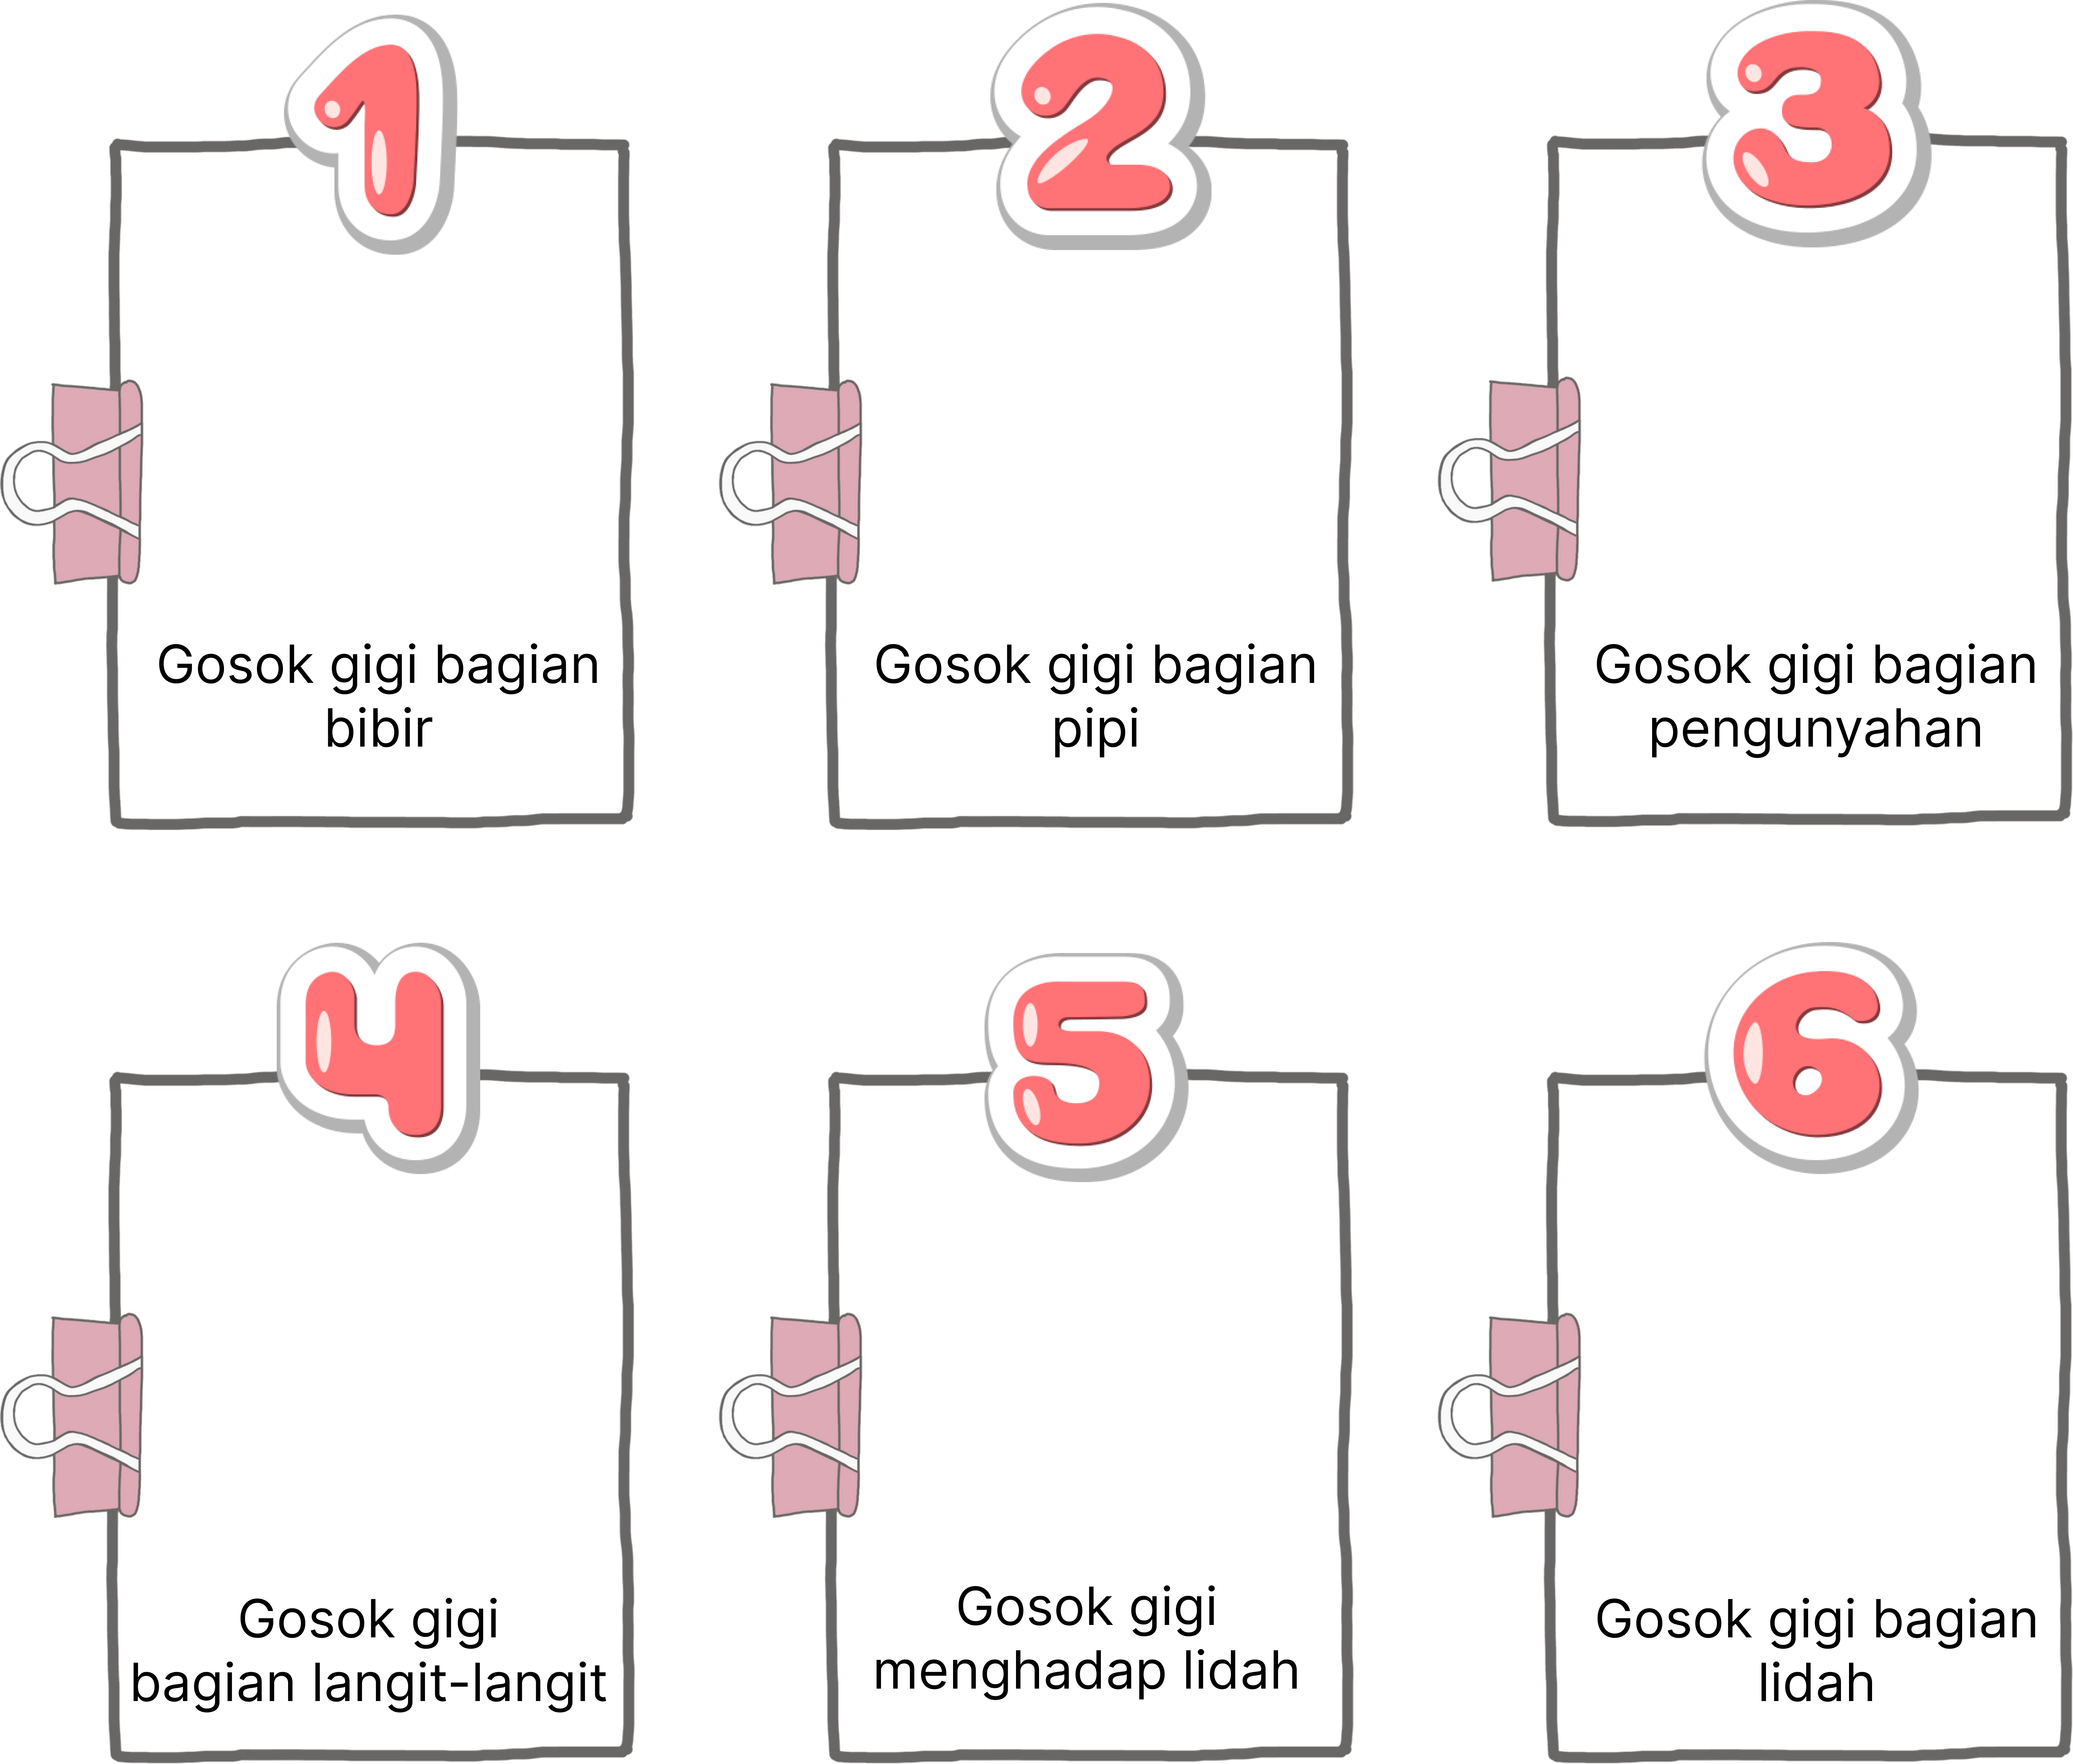 1
2
3
Gosok gigi bagian
bibir
Gosok gigi bagian
pipi
Gosok gigi bagian
pengunyahan
4
5
6
Gosok gigi
bagian langit-langit
Gosok gigi
menghadap lidah
Gosok gigi bagian
lidah